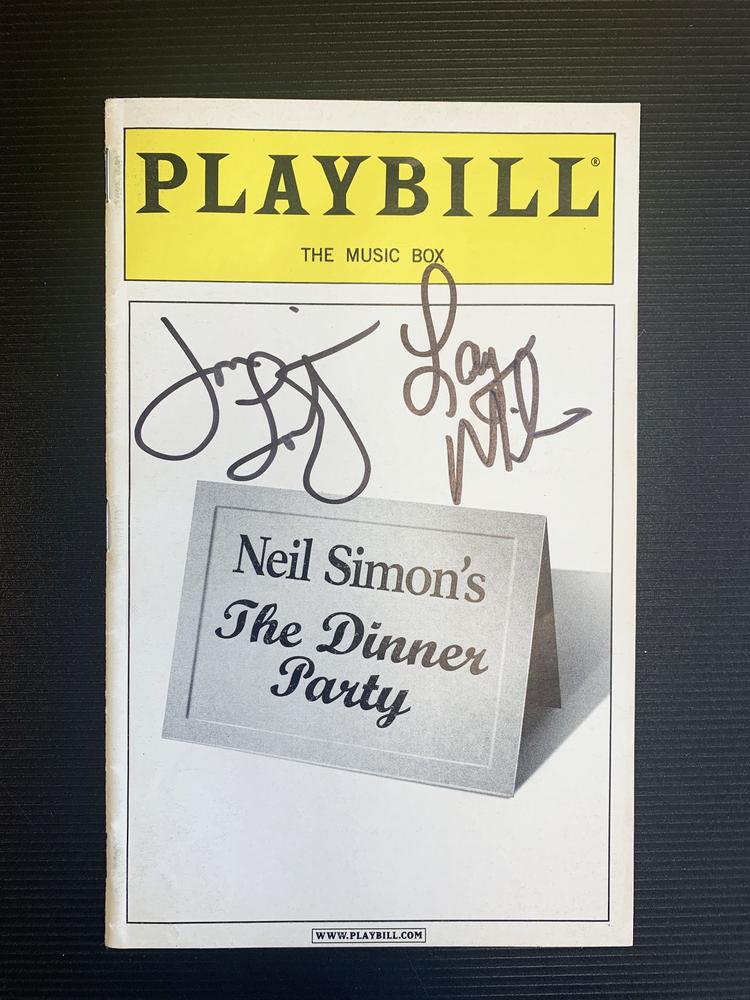 PLAYBILL®
THE MUSIC BOX
Neil Simon's
The Dinner
Party
WWW.PLAYBILL.COM